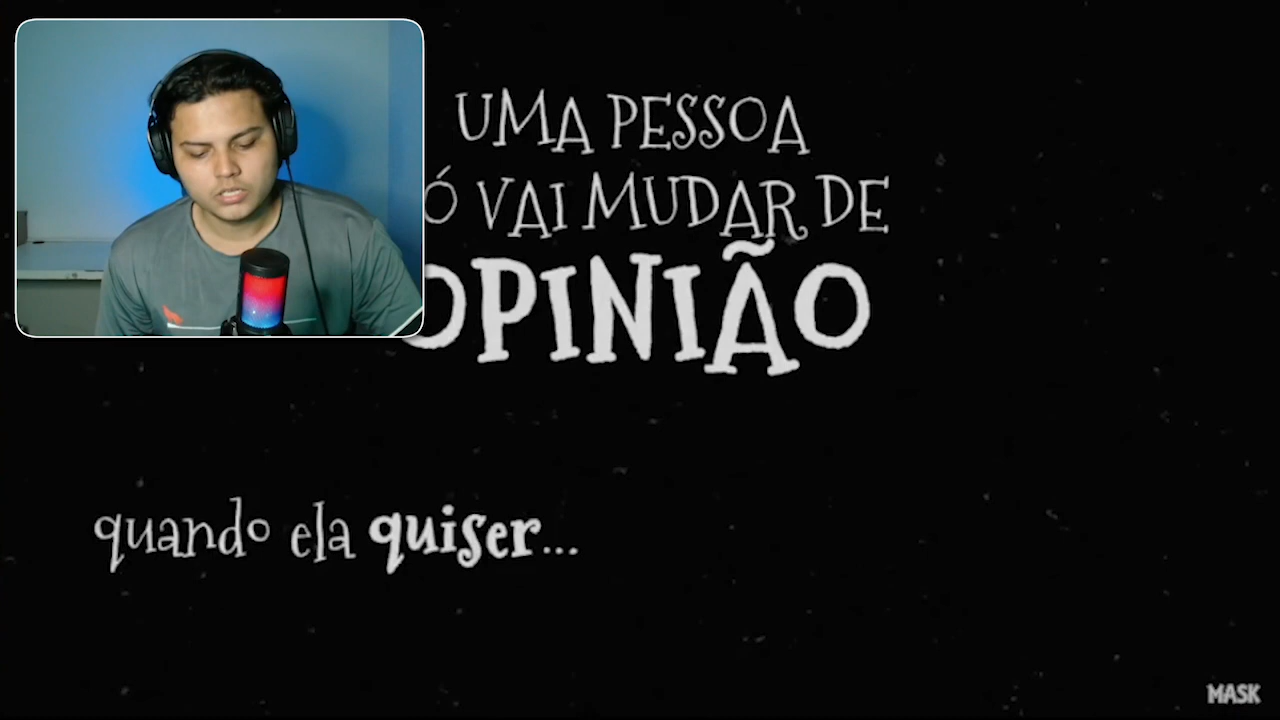 UMA PESSOA
Ó VAI MUDAR DE
OPINIÃO
quando ela quiser...
MASK